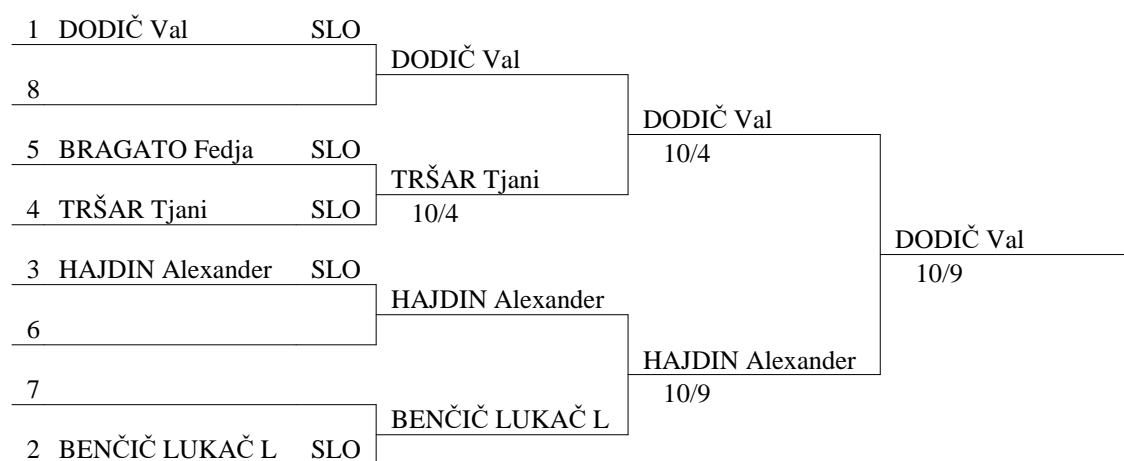 1 DODIČ Val SLO
DODIČ Val
8
DODIČ Val
10/4
5 BRAGATO Fedja SLO
TRŠAR Tjani
10/4
4 TRŠAR Tjani SLO
DODIČ Val
10/9
3 HAJDIN Alexander SLO
HAJDIN Alexander
6
HAJDIN Alexander
10/9
7
BENČIČ LUKAČ L
2 BENČIČ LUKAČ L SLO